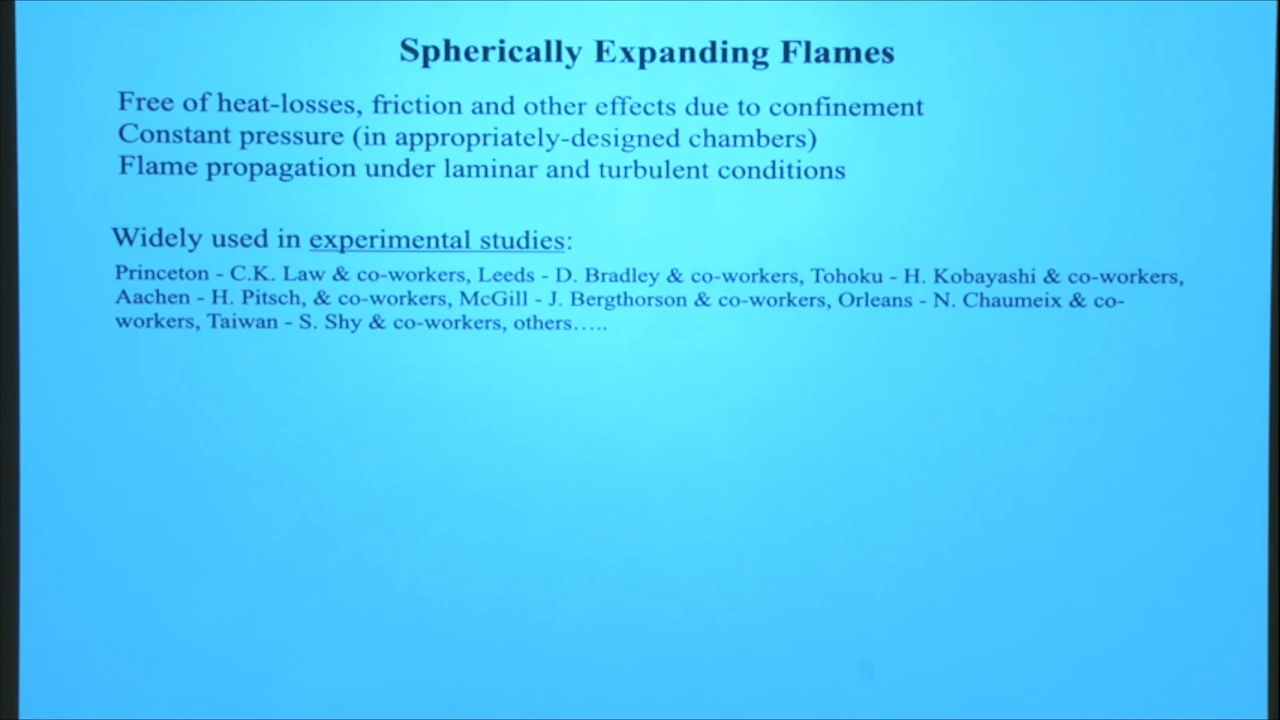 Spherically Expanding Flames
Free of heat-losses, friction and other effects due to confinement
Constant pressure (in appropriately-designed chambers)
Flame propagation under laminar and turbulent conditions
Widely used in experimental studies:
Princeton - C.K. Law & co-workers, Leeds - D. Bradley & co-workers, Tohoku - H. Kobayashi & co-workers,
Aachen - H. Pitsch, & co-workers, McGill - J. Bergthorson & co-workers, Orleans - N. Chaumeix & co-
workers, Taiwan - S. Shy & co-workers, others…..